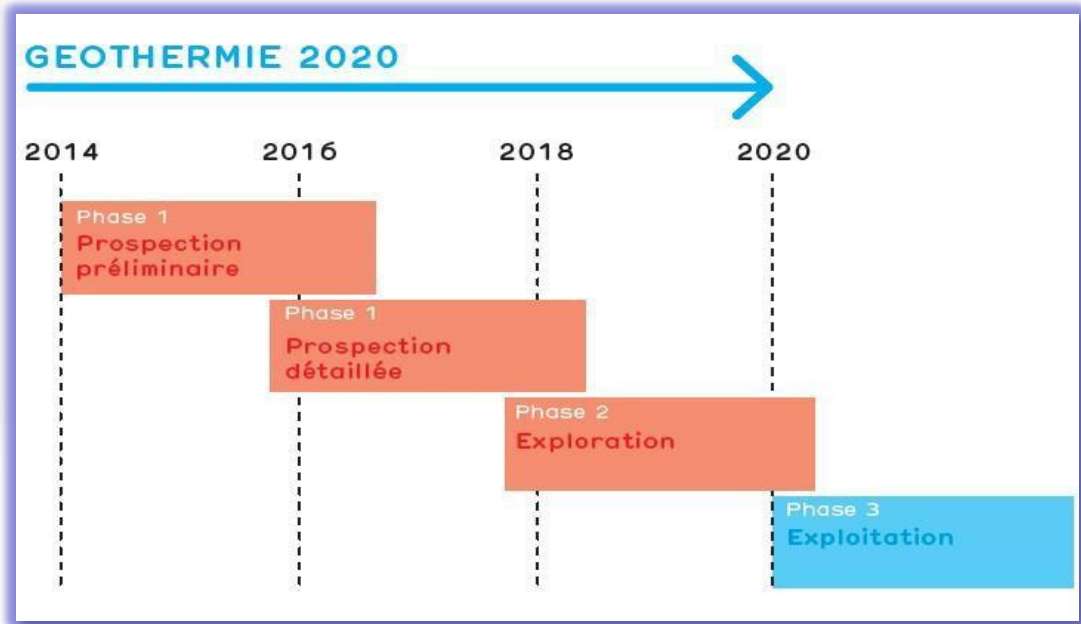 GEOTHERMIE 2020
2014 2016 2018 2020
Phase 1
Prospection
préliminaire
Phase 1
Prospection
détaillée
Phase 2
Exploration
Phase 3
Exploitation